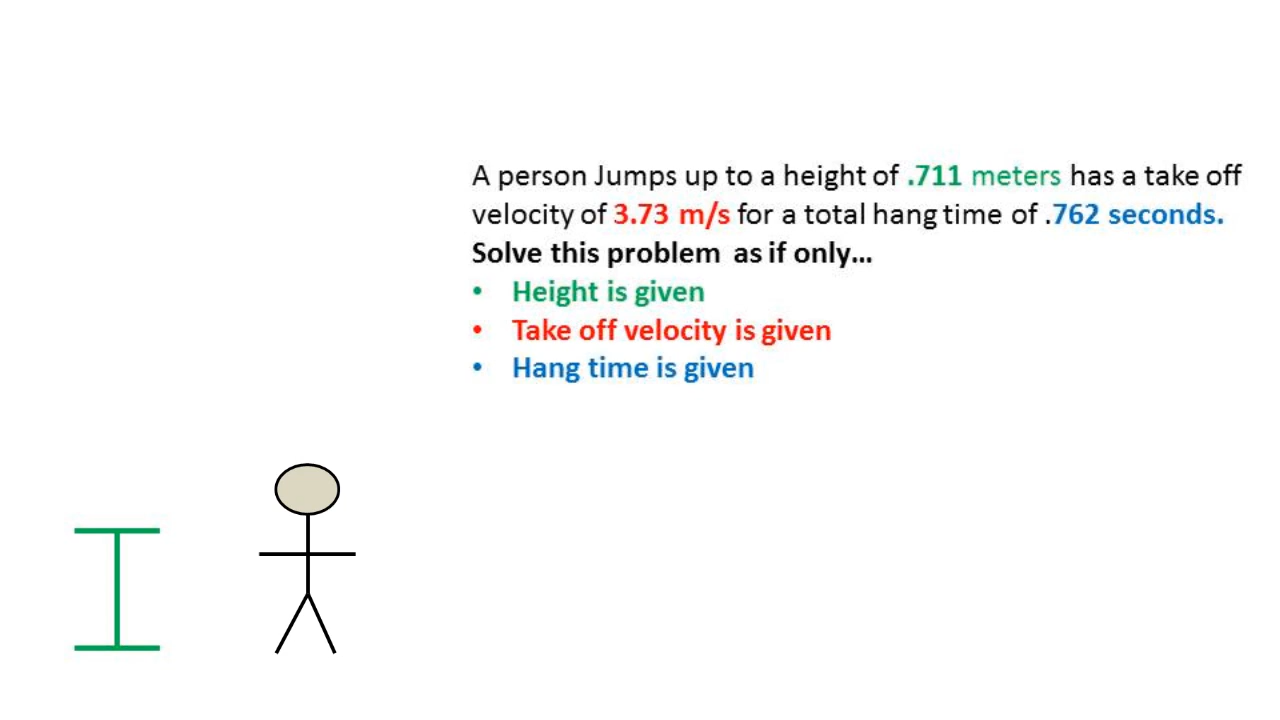 A person Jumps up to a height of .711 meters has a take off
velocity of 3.73 m/s for a total hang time of .762 seconds.
Solve this problem as if only...
• Height is given
• Take off velocity is given
• Hang time is given